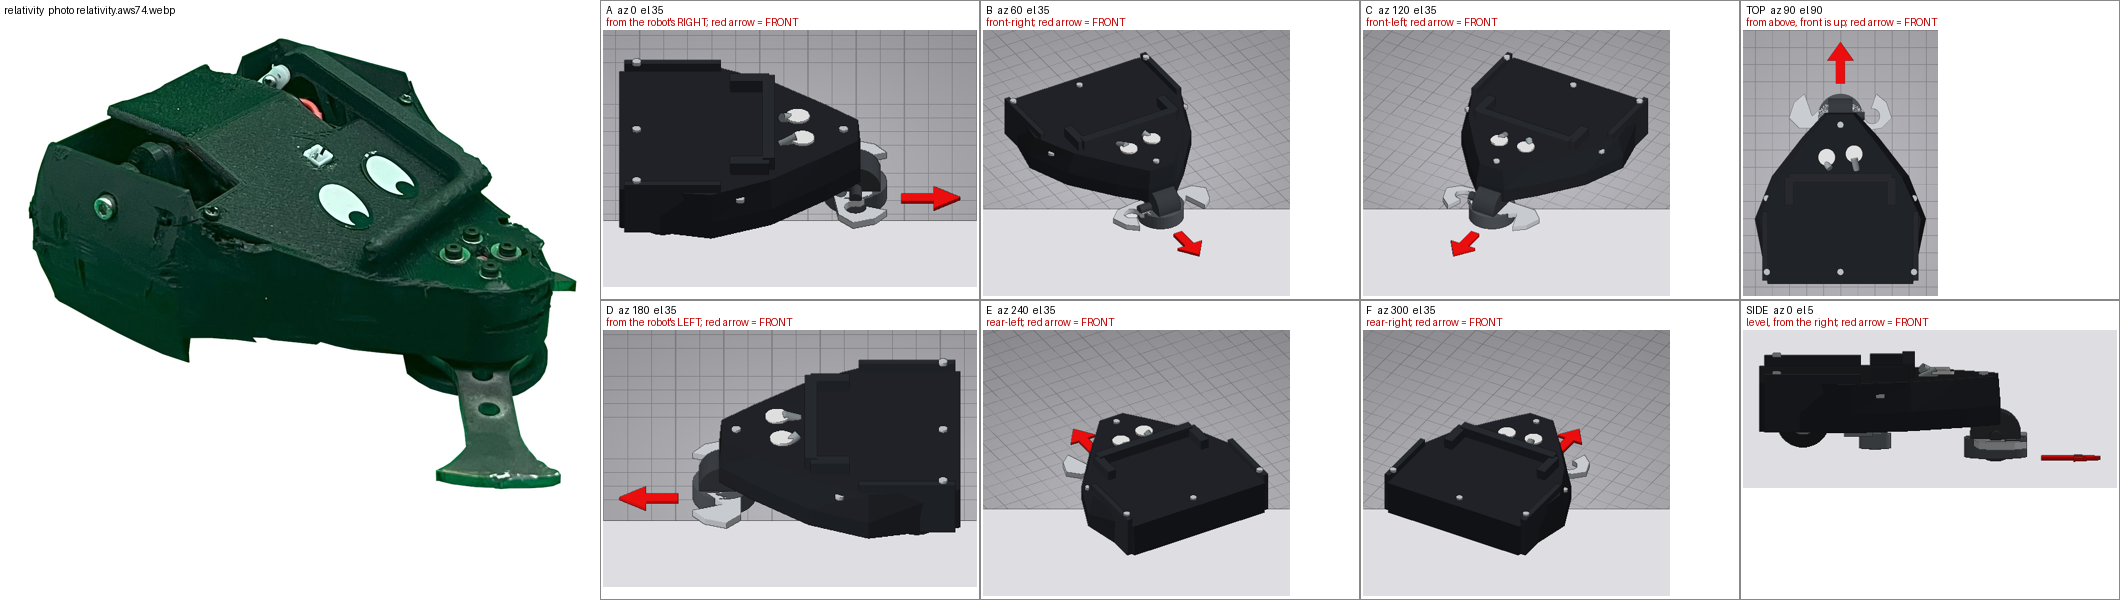 relativity photo relativity.aws74.webp
A az 0 el 35
from the robot's RIGHT; red arrow = FRONT
B az 60 el 35
front-right; red arrow = FRONT
C az 120 el 35
front-left; red arrow = FRONT
TOP az 90 el 90
from above, front is up; red arrow = FRONT
D az 180 el 35
from the robot's LEFT; red arrow = FRONT
E az 240 el 35
rear-left; red arrow = FRONT
F az 300 el 35
rear-right; red arrow = FRONT
SIDE az 0 el 5
level, from the right; red arrow = FRONT